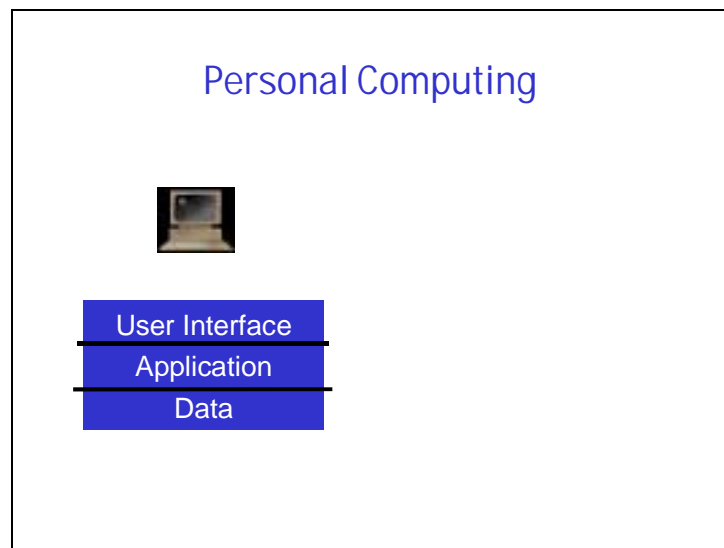 Personal Computing
User Interface
Application
Data